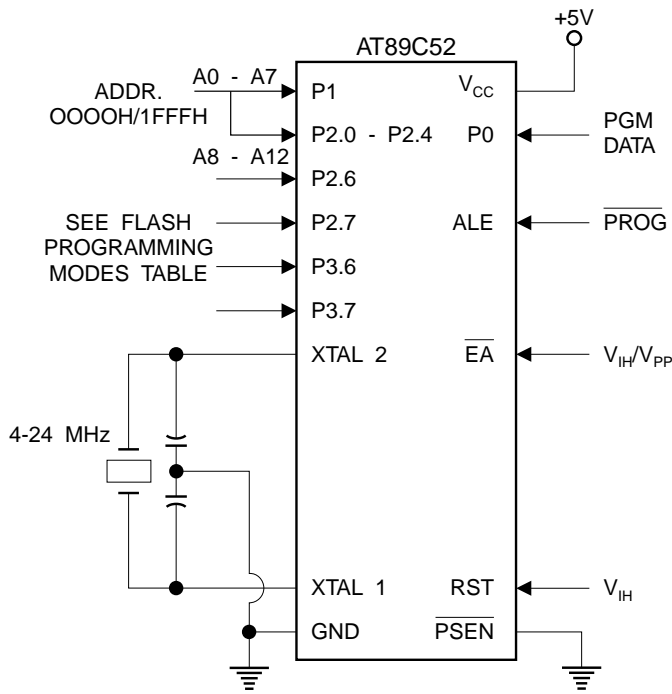 AT89C52
+5V
ADDR.
OOOOH/1FFFH
A0 - A7
A8 - A12
SEE FLASH
PROGRAMMING
MODES TABLE
4-24 MHz
P1
P2.0 - P2.4
P2.6
P2.7
P3.6
P3.7
XTAL 2
XTAL 1
GND
VCC
P0
ALE
EA
RST
PSEN
PGM
DATA
PROG
VIH/VPP
VIH